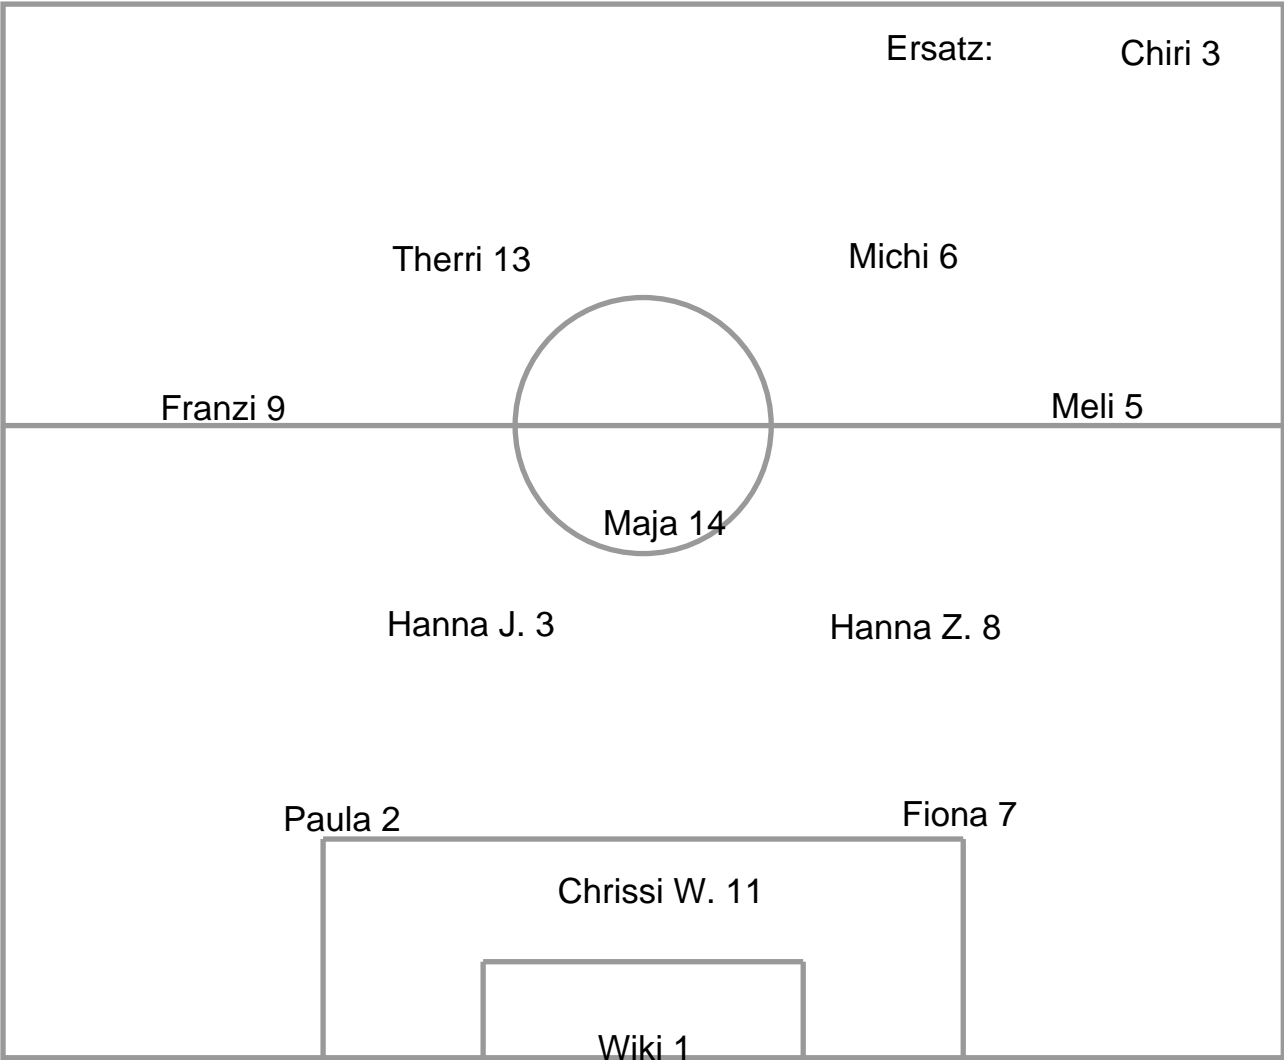 Ersatz: Chiri 3
Therri 13 Michi 6
Franzi 9 Meli 5
Maja 14
Hanna J. 3 Hanna Z. 8
Paula 2 Fiona 7
Chrissi W. 11
Wiki 1